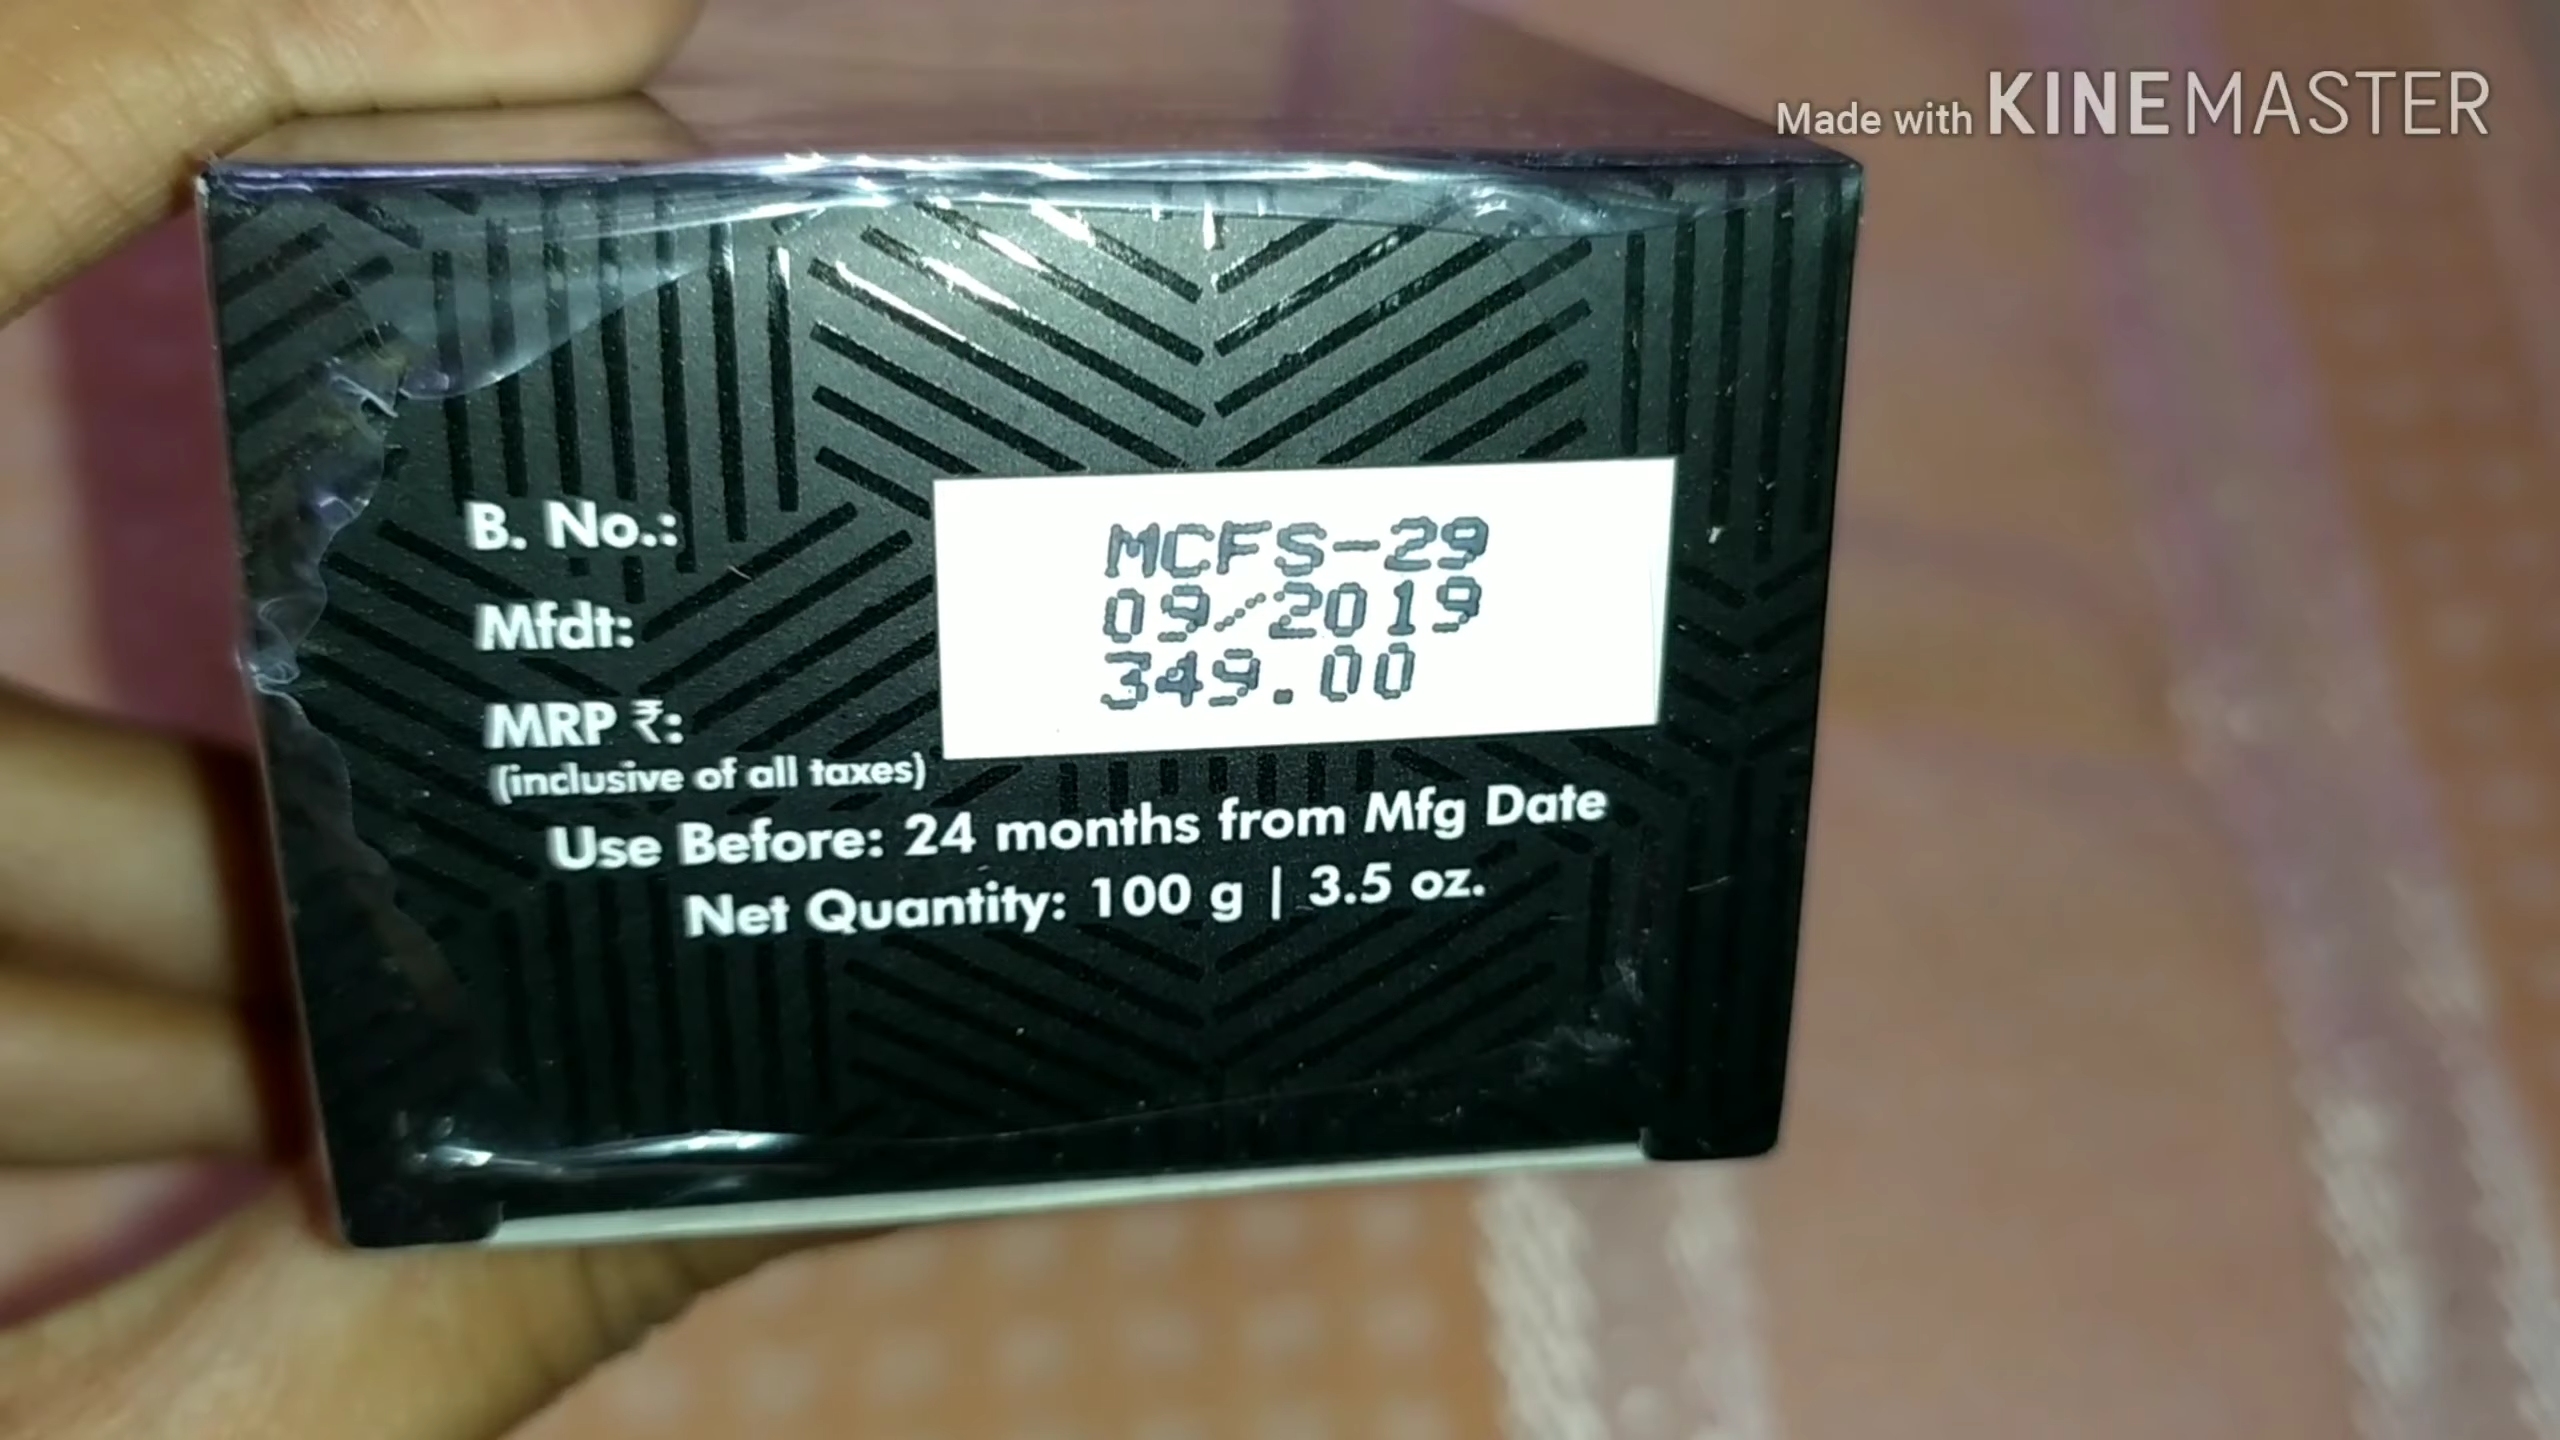 Made with KINEMASTER
B. No.: MCFS-29
Mfdt: 09/2019
MRP ₹: 349.00
(inclusive of all taxes)
Use Before: 24 months from Mfg Date
Net Quantity: 100 g | 3.5 oz.